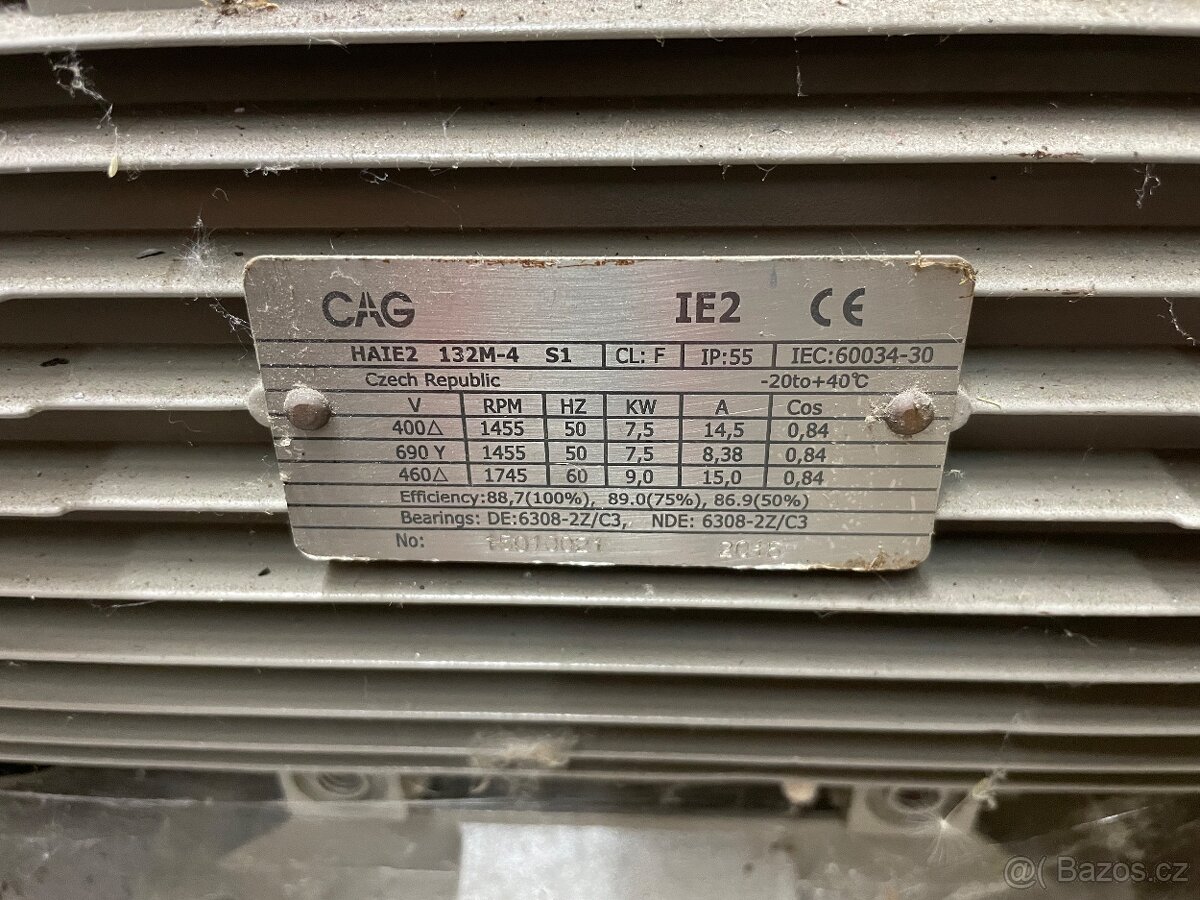 CAG IE2 CE
HAIE2 132M-4 S1 CL: F IP:55 IEC:60034-30
Czech Republic -20to+40℃
V RPM HZ KW A Cos
400△ 1455 50 7,5 14,5 0,84
690 Y 1455 50 7,5 8,38 0,84
460△ 1745 60 9,0 15,0 0,84
Efficiency:88,7(100%), 89.0(75%), 86.9(50%)
Bearings: DE:6308-2Z/C3, NDE: 6308-2Z/C3
No:
@( Bazos.cz